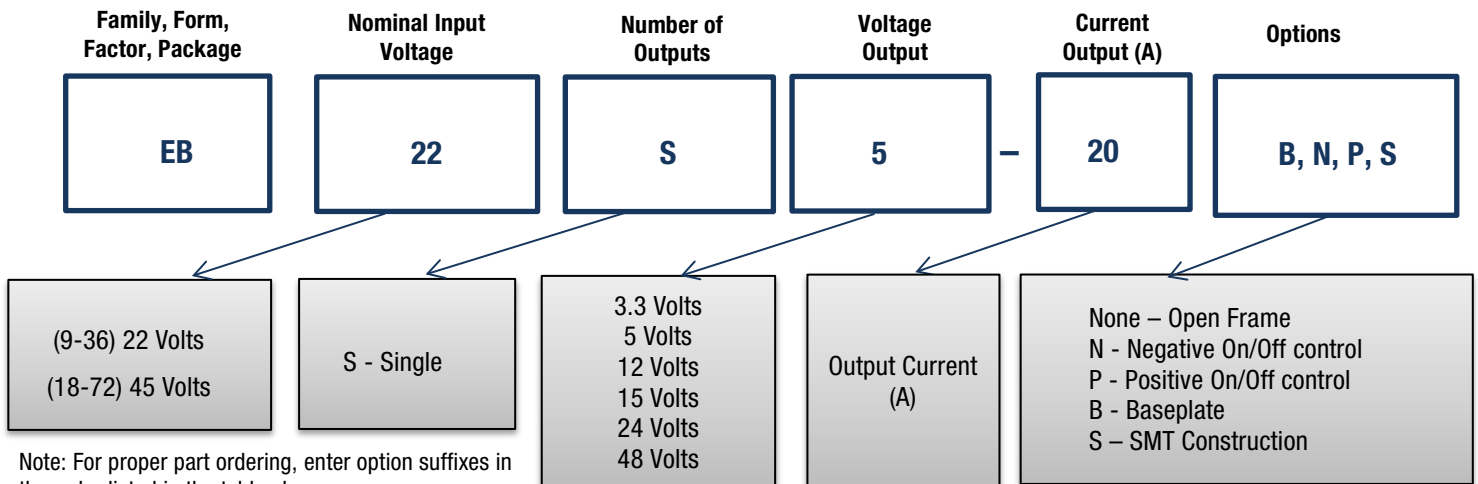 Family, Form,
Factor, Package
Nominal Input
Voltage
Number of
Outputs
Voltage
Output
Current
Output (A)
Options
EB
22
S
5
–
20
B, N, P, S
(9-36) 22 Volts
(18-72) 45 Volts
S - Single
3.3 Volts
5 Volts
12 Volts
15 Volts
24 Volts
48 Volts
Output Current
(A)
None – Open Frame
N - Negative On/Off control
P - Positive On/Off control
B - Baseplate
S – SMT Construction
Note: For proper part ordering, enter option suffixes in